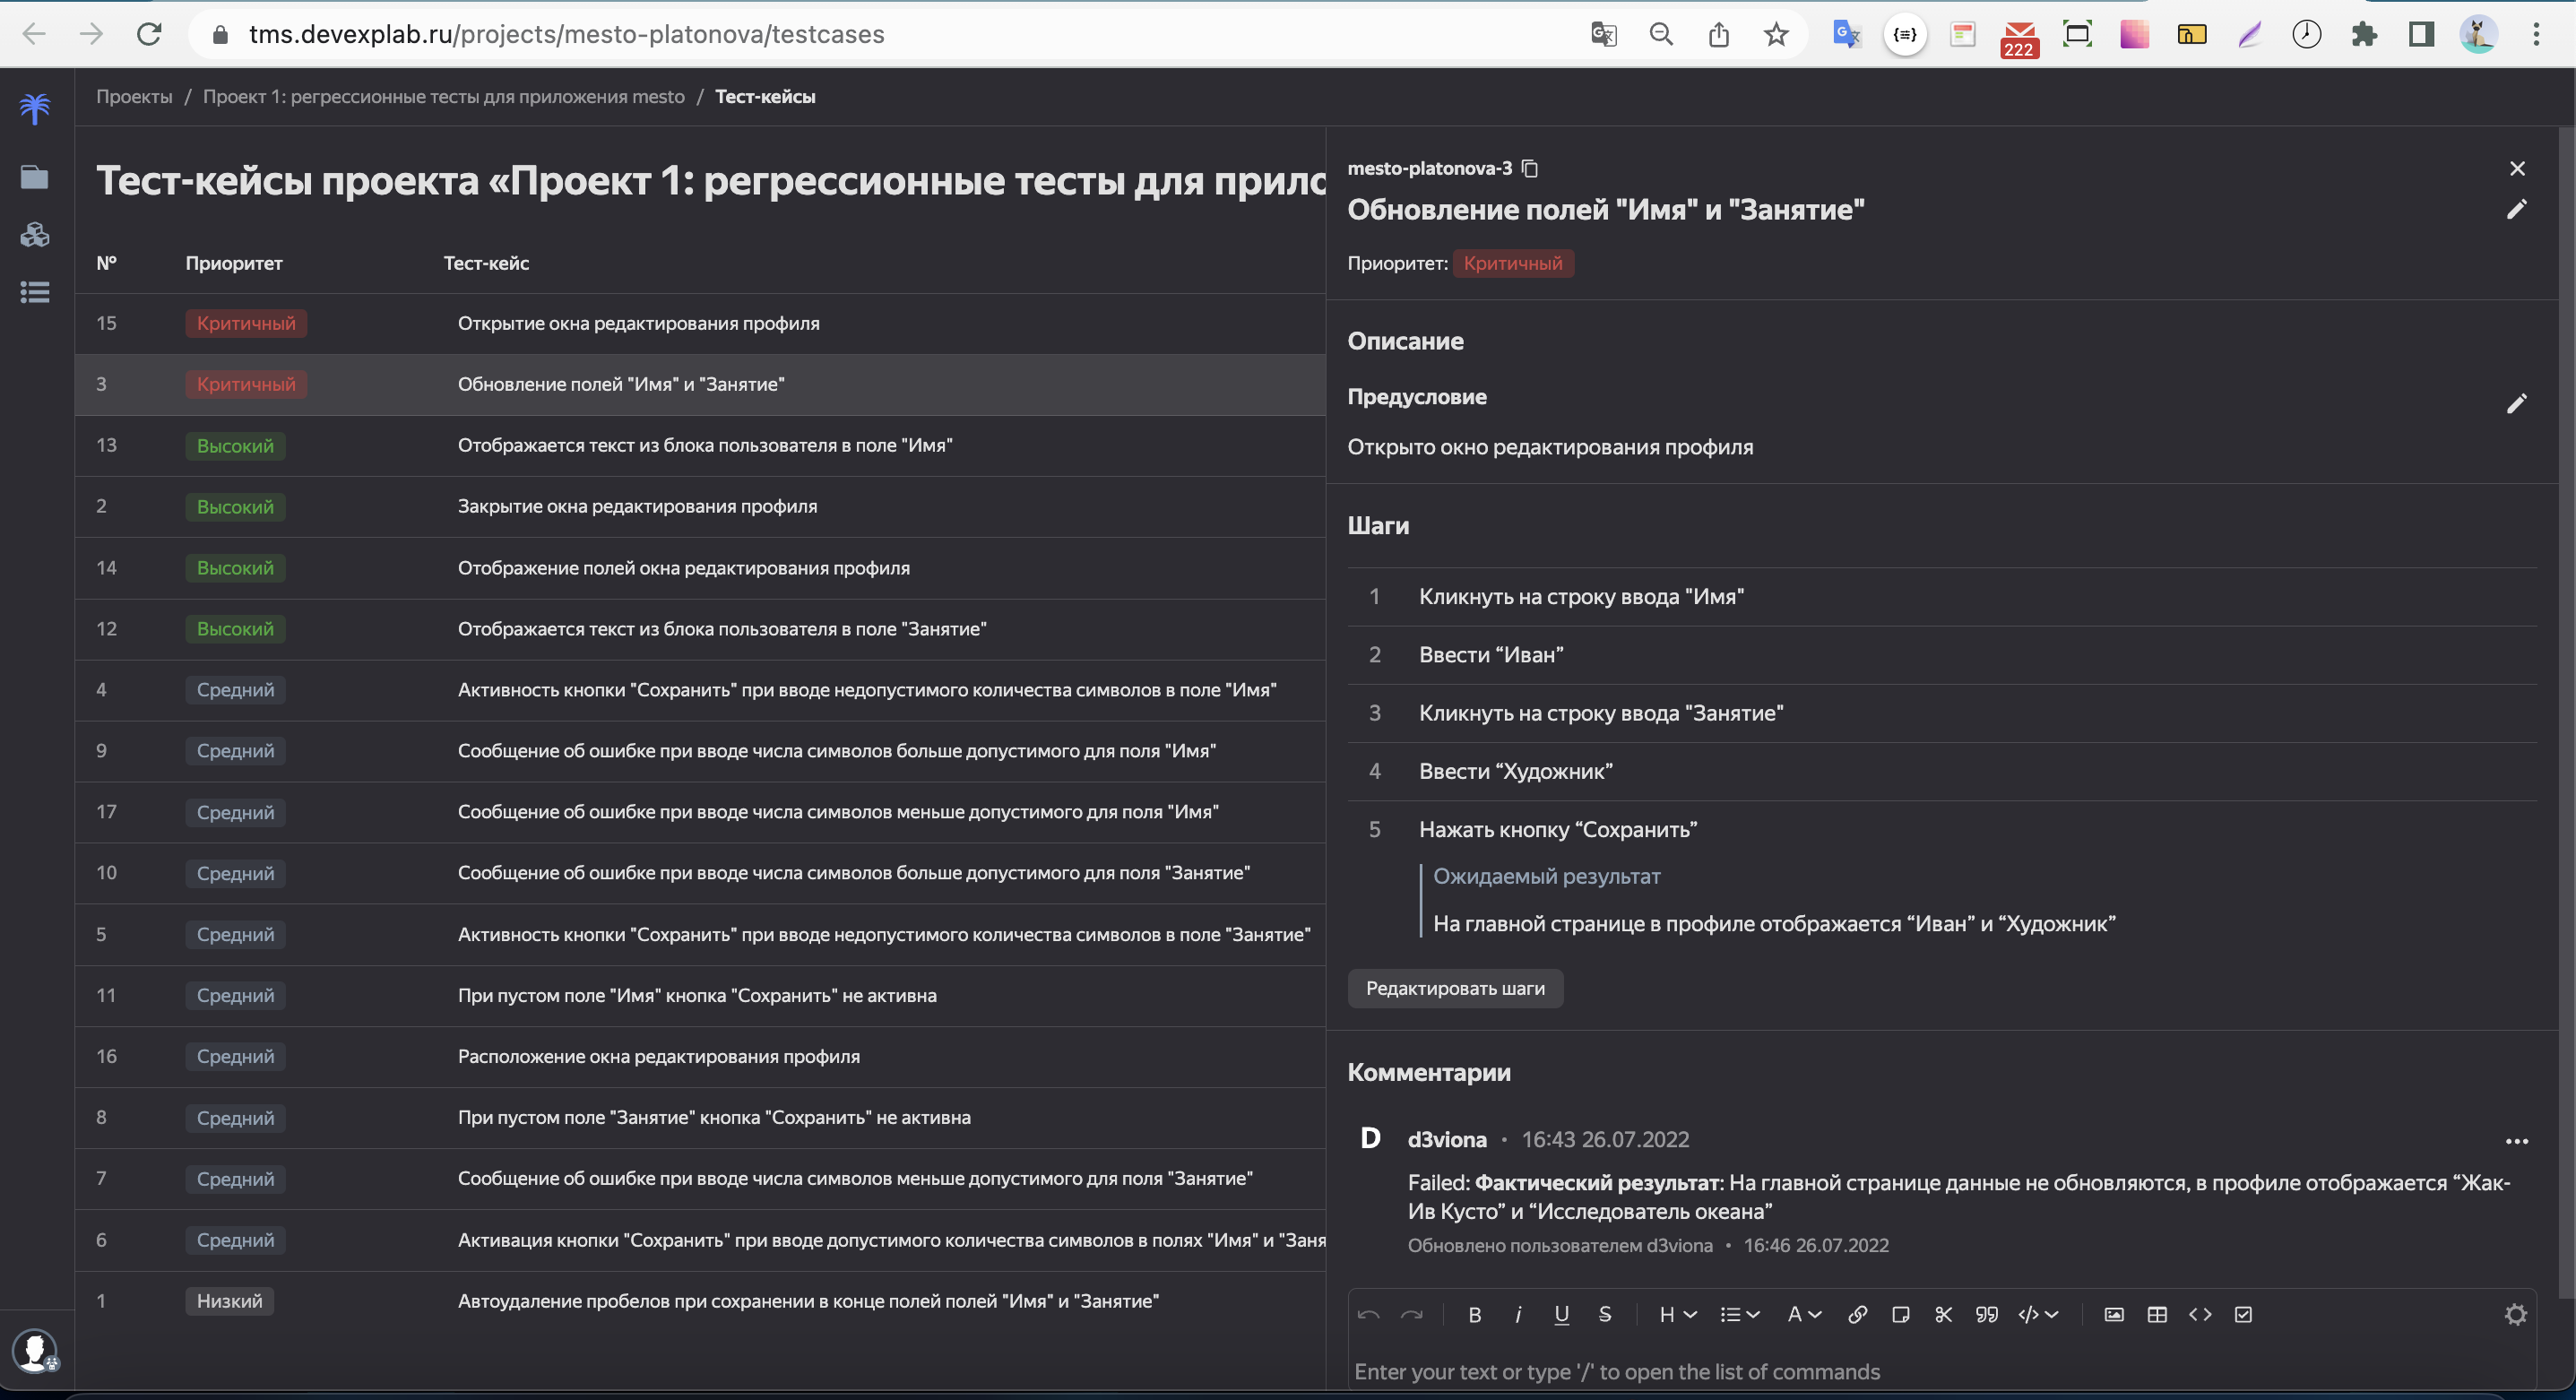 tms.devexplab.ru/projects/mesto-platonova/testcases
222
Проекты / Проект 1: регрессионные тесты для приложения mesto / Тест-кейсы
Тест-кейсы проекта «Проект 1: регрессионные тесты для прило
№ Приоритет Тест-кейс
15 Критичный Открытие окна редактирования профиля
3 Критичный Обновление полей "Имя" и "Занятие"
13 Высокий Отображается текст из блока пользователя в поле "Имя"
2 Высокий Закрытие окна редактирования профиля
14 Высокий Отображение полей окна редактирования профиля
12 Высокий Отображается текст из блока пользователя в поле "Занятие"
4 Средний Активность кнопки "Сохранить" при вводе недопустимого количества символов в поле "Имя"
9 Средний Сообщение об ошибке при вводе числа символов больше допустимого для поля "Имя"
17 Средний Сообщение об ошибке при вводе числа символов меньше допустимого для поля "Имя"
10 Средний Сообщение об ошибке при вводе числа символов больше допустимого для поля "Занятие"
5 Средний Активность кнопки "Сохранить" при вводе недопустимого количества символов в поле "Занятие"
11 Средний При пустом поле "Имя" кнопка "Сохранить" не активна
16 Средний Расположение окна редактирования профиля
8 Средний При пустом поле "Занятие" кнопка "Сохранить" не активна
7 Средний Сообщение об ошибке при вводе числа символов меньше допустимого для поля "Занятие"
6 Средний Активация кнопки "Сохранить" при вводе допустимого количества символов в полях "Имя" и "Заня
1 Низкий Автоудаление пробелов при сохранении в конце полей полей "Имя" и "Занятие"
mesto-platonova-3
Обновление полей "Имя" и "Занятие"
Приоритет: Критичный
Описание
Предусловие
Открыто окно редактирования профиля
Шаги
1 Кликнуть на строку ввода "Имя"
2 Ввести “Иван”
3 Кликнуть на строку ввода "Занятие"
4 Ввести “Художник”
5 Нажать кнопку “Сохранить”
Ожидаемый результат
На главной странице в профиле отображается “Иван” и “Художник”
Редактировать шаги
Комментарии
D d3viona • 16:43 26.07.2022
Failed: Фактический результат: На главной странице данные не обновляются, в профиле отображается “Жак-
Ив Кусто” и “Исследователь океана”
Обновлено пользователем d3viona • 16:46 26.07.2022
B i U S H A
Enter your text or type '/' to open the list of commands